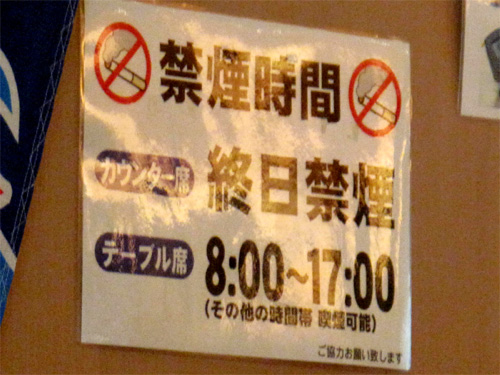 禁煙時間
カウンター席 終日禁煙
テーブル席 8:00~17:00
(その他の時間帯 喫煙可能)
ご協力お願い致します